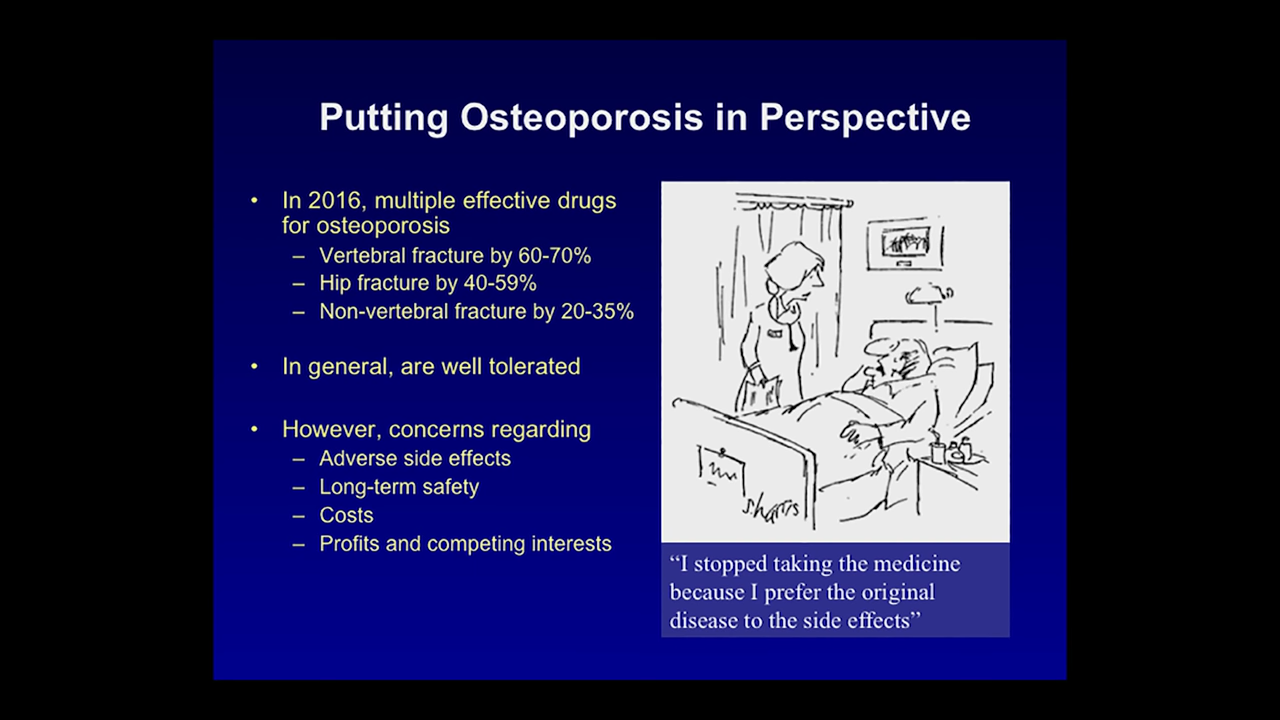 Putting Osteoporosis in Perspective
• In 2016, multiple effective drugs
for osteoporosis
– Vertebral fracture by 60-70%
– Hip fracture by 40-59%
– Non-vertebral fracture by 20-35%
• In general, are well tolerated
• However, concerns regarding
– Adverse side effects
– Long-term safety
– Costs
– Profits and competing interests
S.Harris
“I stopped taking the medicine
because I prefer the original
disease to the side effects”